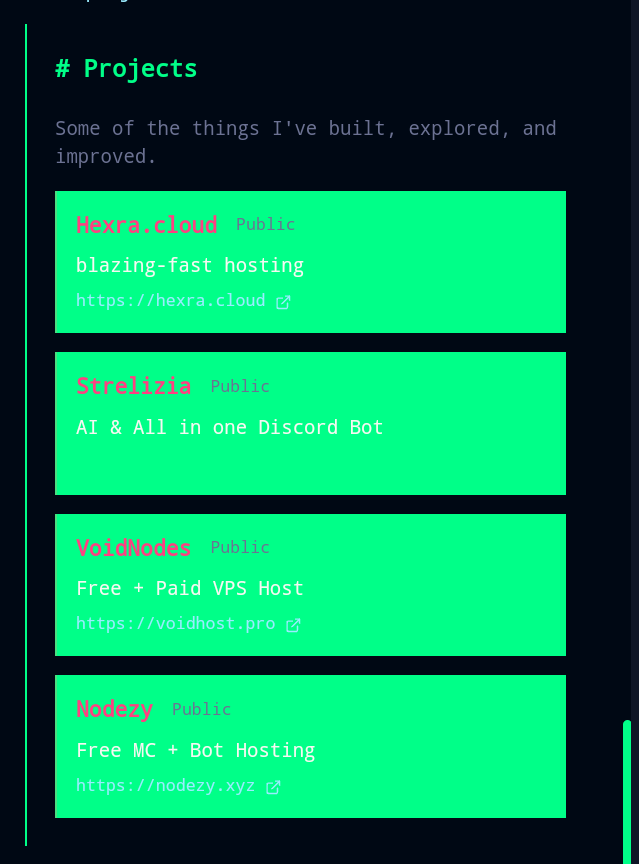 # Projects
Some of the things I've built, explored, and
improved.
Hexra.cloud Public
blazing-fast hosting
https://hexra.cloud
Strelizia Public
AI & All in one Discord Bot
VoidNodes Public
Free + Paid VPS Host
https://voidhost.pro
Nodezy Public
Free MC + Bot Hosting
https://nodezy.xyz